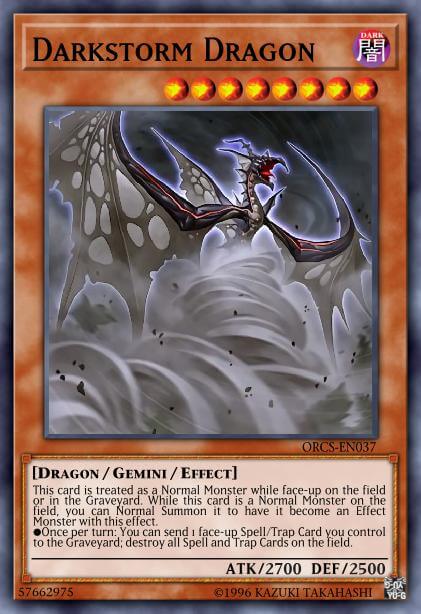 DARKSTORM DRAGON
DARK
闇
ORCS-EN037
[DRAGON / GEMINI / EFFECT]
This card is treated as a Normal Monster while face-up on the field
or in the Graveyard. While this card is a Normal Monster on the
field, you can Normal Summon it to have it become an Effect
Monster with this effect.
●Once per turn: You can send 1 face-up Spell/Trap Card you control
to the Graveyard; destroy all Spell and Trap Cards on the field.
ATK/2700 DEF/2500
57662975
©1996 KAZUKI TAKAHASHI